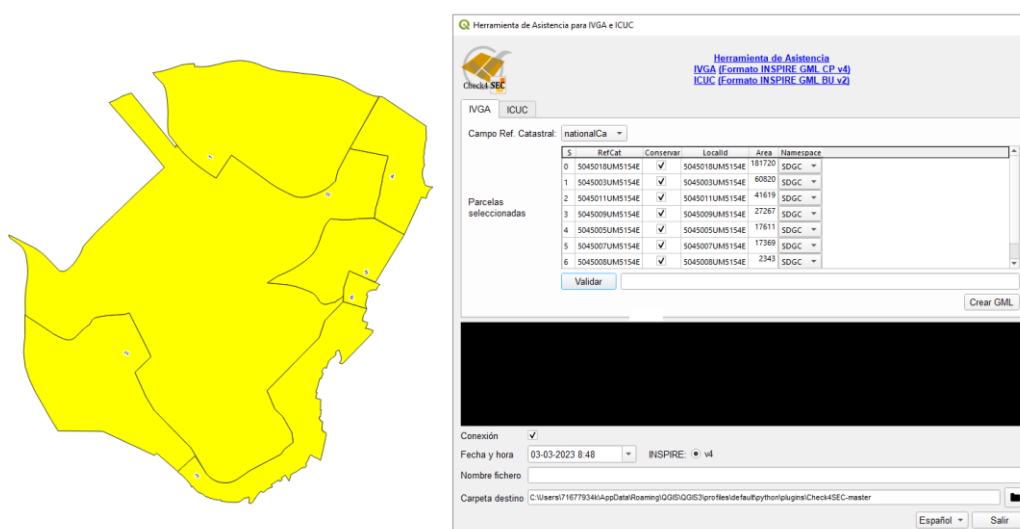 Herramienta de Asistencia para IVGA e ICUC
Check4 SEC
Herramienta de Asistencia
IVGA (Formato INSPIRE GML CP v4)
ICUC (Formato INSPIRE GML BU v2)
IVGA ICUC
Campo Ref. Catastral: nationalCa
S RefCat Conservar LocalId Area Namespace
0 5045018UM5154E 5045018UM5154E 181720 SDGC
1 5045003UM5154E 5045003UM5154E 60820 SDGC
2 5045011UM5154E 5045011UM5154E 41619 SDGC
3 5045009UM5154E 5045009UM5154E 27267 SDGC
4 5045005UM5154E 5045005UM5154E 17611 SDGC
5 5045007UM5154E 5045007UM5154E 17369 SDGC
6 5045008UM5154E 5045008UM5154E 2343 SDGC
Parcelas
seleccionadas
Validar
Crear GML
Conexión
Fecha y hora 03-03-2023 8:48 INSPIRE: v4
Nombre fichero
Carpeta destino C:\Users\71677934k\AppData\Roaming\QGIS\QGIS3\profiles\default\python\plugins\Check4SEC-master
Español Salir